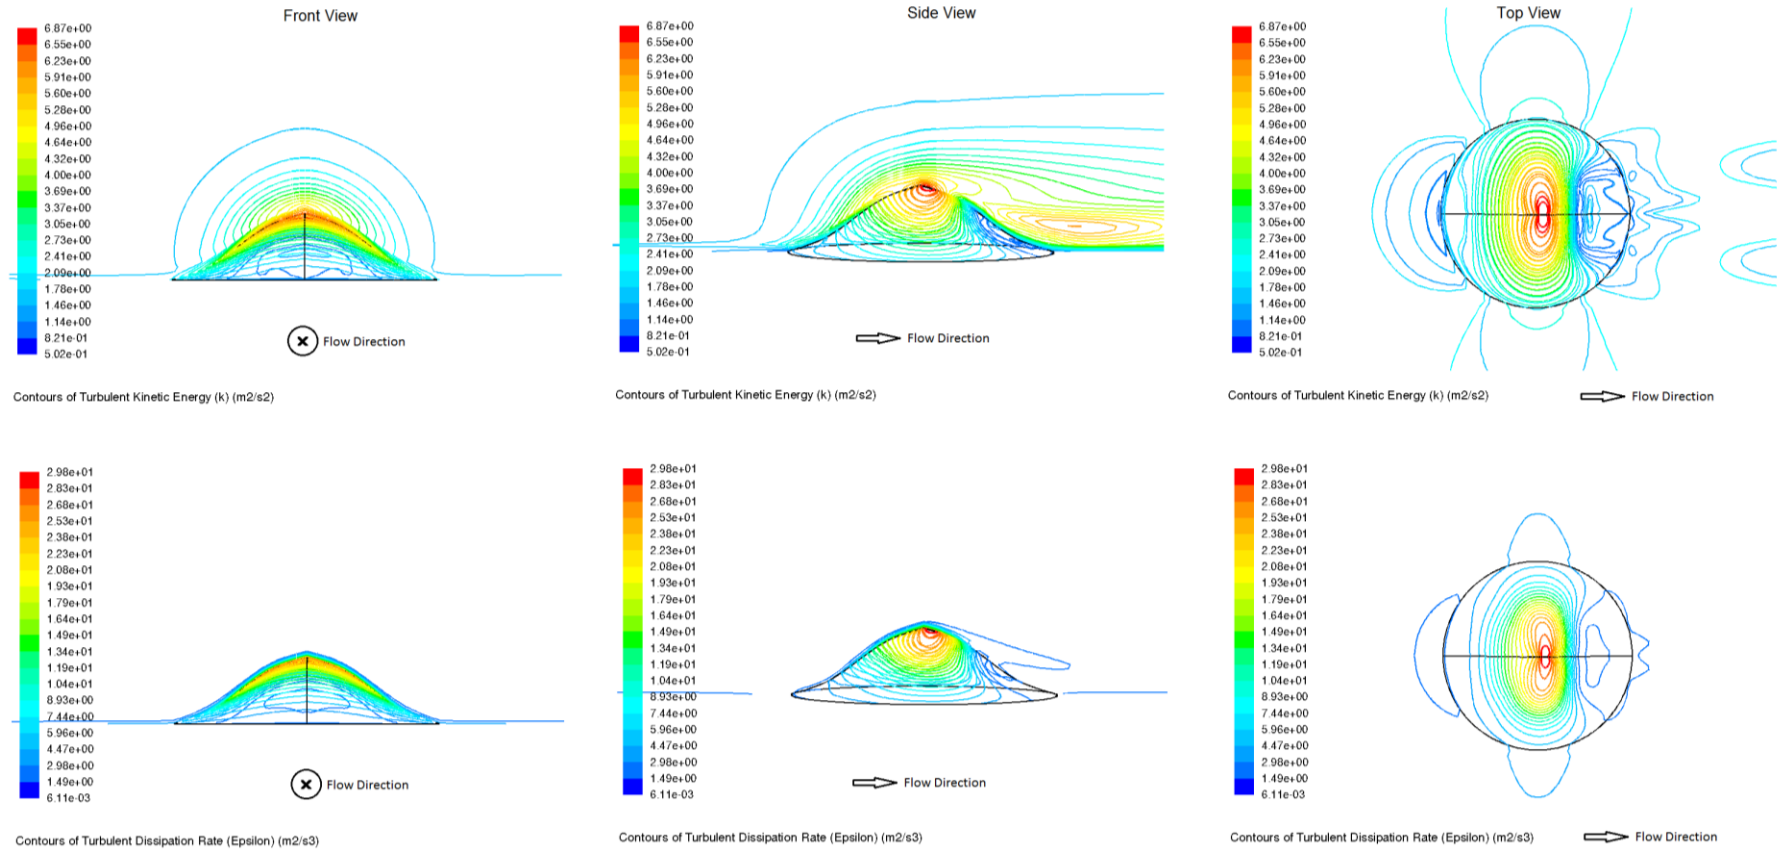 Front View
6.87e+00
6.55e+00
6.23e+00
5.91e+00
5.60e+00
5.28e+00
4.96e+00
4.64e+00
4.32e+00
4.00e+00
3.69e+00
3.37e+00
3.05e+00
2.73e+00
2.41e+00
2.09e+00
1.78e+00
1.46e+00
1.14e+00
8.21e-01
5.02e-01
Flow Direction
Contours of Turbulent Kinetic Energy (k) (m2/s2)
Side View
6.87e+00
6.55e+00
6.23e+00
5.91e+00
5.60e+00
5.28e+00
4.96e+00
4.64e+00
4.32e+00
4.00e+00
3.69e+00
3.37e+00
3.05e+00
2.73e+00
2.41e+00
2.09e+00
1.78e+00
1.46e+00
1.14e+00
8.21e-01
5.02e-01
Flow Direction
Contours of Turbulent Kinetic Energy (k) (m2/s2)
Top View
6.87e+00
6.55e+00
6.23e+00
5.91e+00
5.60e+00
5.28e+00
4.96e+00
4.64e+00
4.32e+00
4.00e+00
3.69e+00
3.37e+00
3.05e+00
2.73e+00
2.41e+00
2.09e+00
1.78e+00
1.46e+00
1.14e+00
8.21e-01
5.02e-01
Contours of Turbulent Kinetic Energy (k) (m2/s2)
Flow Direction
2.98e+01
2.83e+01
2.68e+01
2.53e+01
2.38e+01
2.23e+01
2.08e+01
1.93e+01
1.79e+01
1.64e+01
1.49e+01
1.34e+01
1.19e+01
1.04e+01
8.93e+00
7.44e+00
5.96e+00
4.47e+00
2.98e+00
1.49e+00
6.11e-03
Flow Direction
Contours of Turbulent Dissipation Rate (Epsilon) (m2/s3)
2.98e+01
2.83e+01
2.68e+01
2.53e+01
2.38e+01
2.23e+01
2.08e+01
1.93e+01
1.79e+01
1.64e+01
1.49e+01
1.34e+01
1.19e+01
1.04e+01
8.93e+00
7.44e+00
5.96e+00
4.47e+00
2.98e+00
1.49e+00
6.11e-03
Flow Direction
Contours of Turbulent Dissipation Rate (Epsilon) (m2/s3)
2.98e+01
2.83e+01
2.68e+01
2.53e+01
2.38e+01
2.23e+01
2.08e+01
1.93e+01
1.79e+01
1.64e+01
1.49e+01
1.34e+01
1.19e+01
1.04e+01
8.93e+00
7.44e+00
5.96e+00
4.47e+00
2.98e+00
1.49e+00
6.11e-03
Contours of Turbulent Dissipation Rate (Epsilon) (m2/s3)
Flow Direction